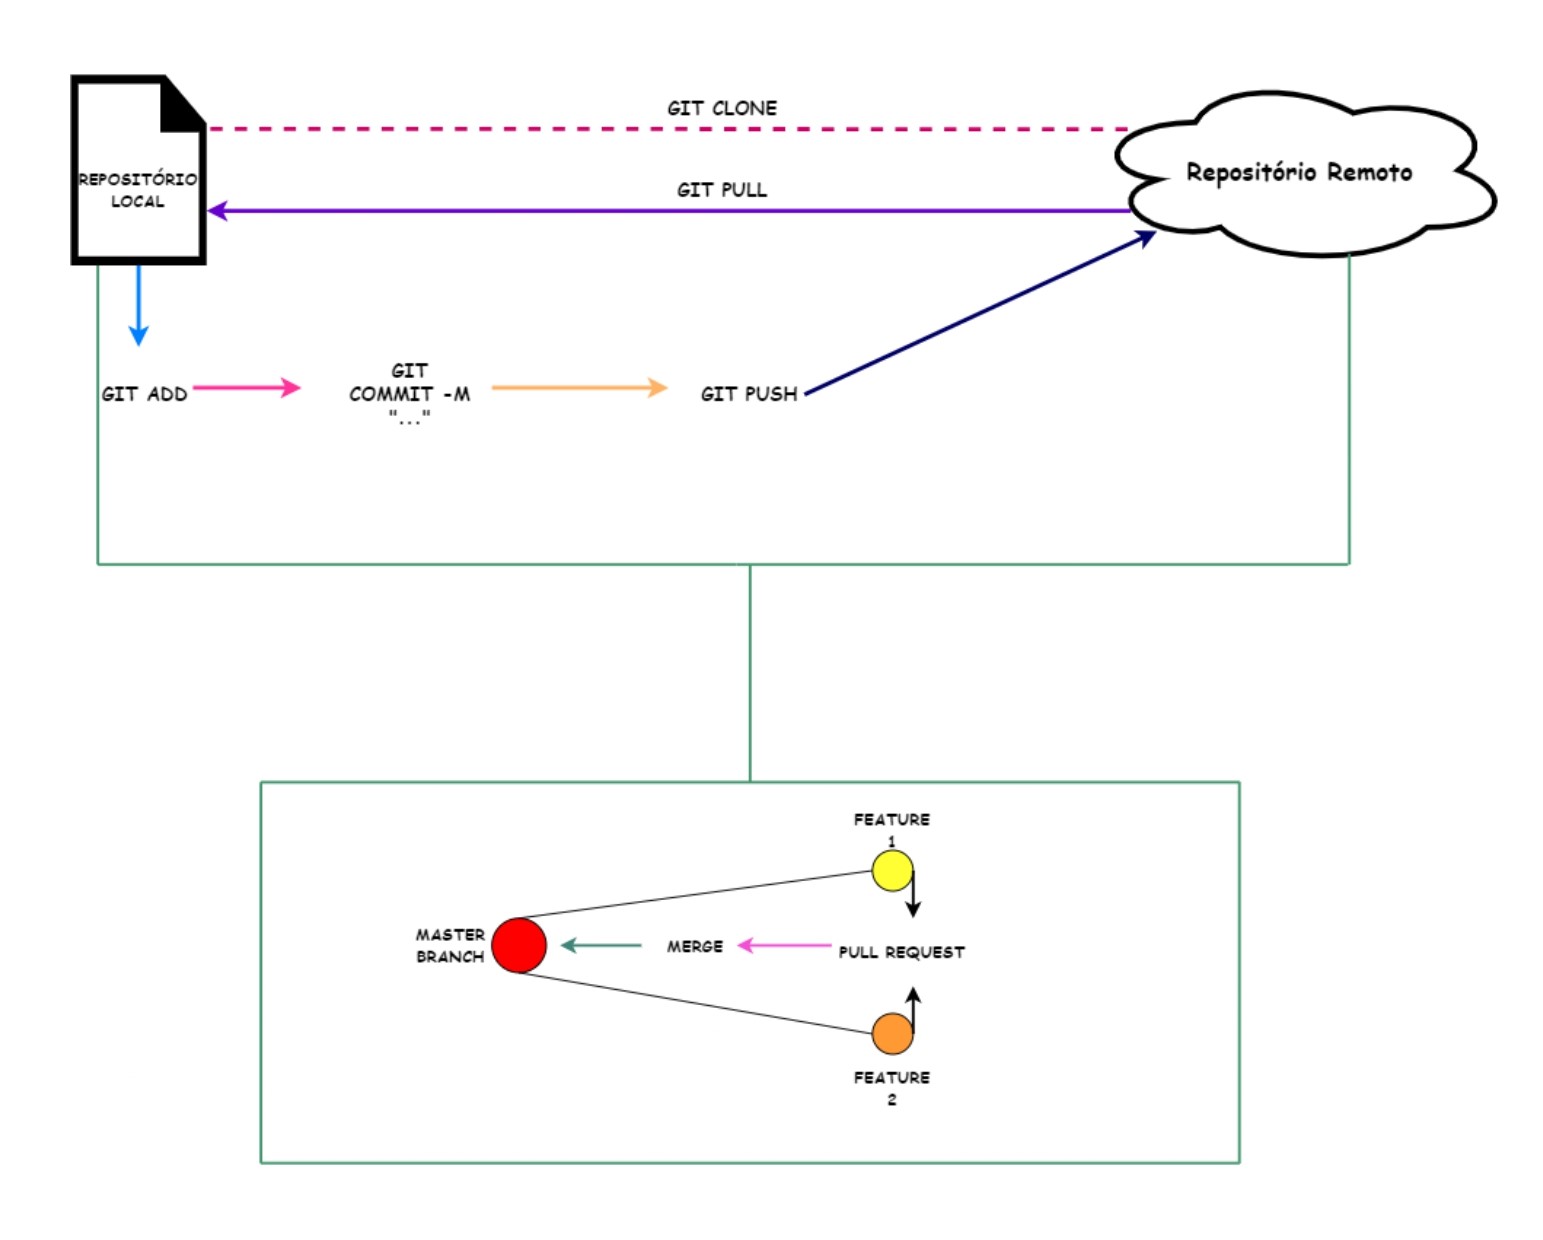 GIT CLONE
REPOSITÓRIO
LOCAL
Repositório Remoto
GIT PULL
GIT ADD
GIT
COMMIT -M
"..."
GIT PUSH
FEATURE
1
MASTER
BRANCH
MERGE
PULL REQUEST
FEATURE
2